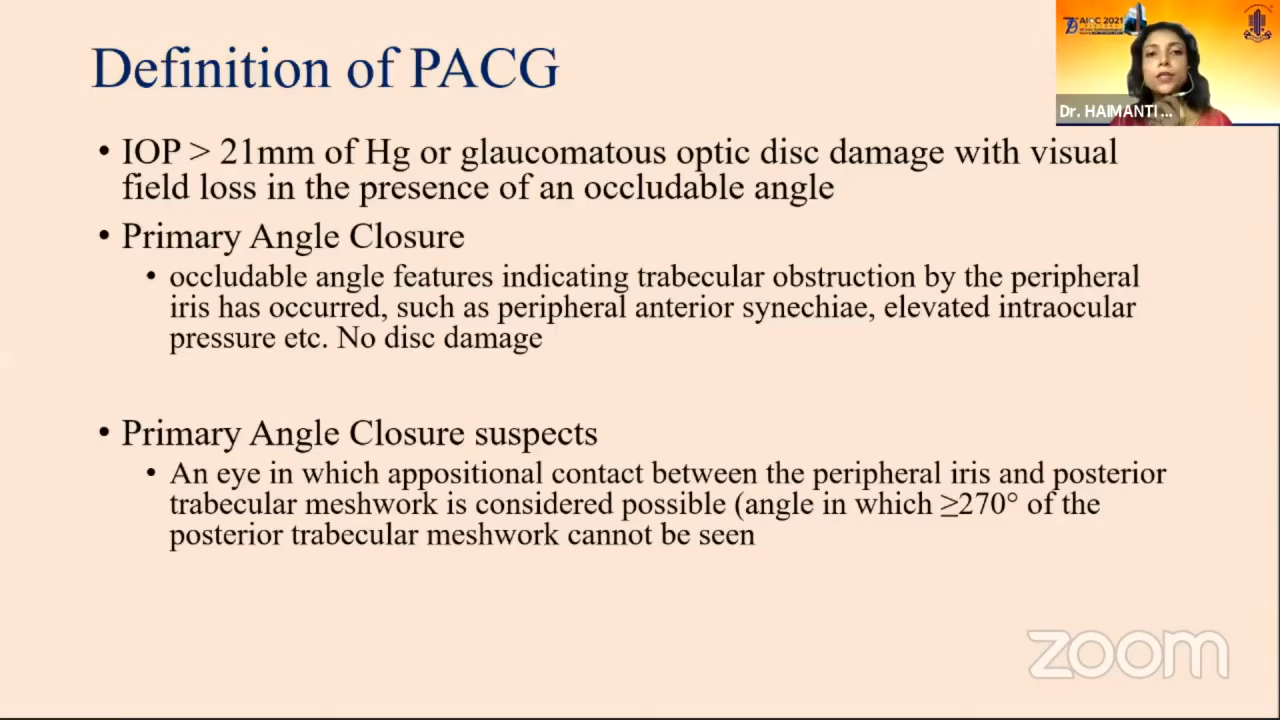 Definition of PACG
• IOP > 21mm of Hg or glaucomatous optic disc damage with visual
field loss in the presence of an occludable angle
• Primary Angle Closure
• occludable angle features indicating trabecular obstruction by the peripheral
iris has occurred, such as peripheral anterior synechiae, elevated intraocular
pressure etc. No disc damage
• Primary Angle Closure suspects
• An eye in which appositional contact between the peripheral iris and posterior
trabecular meshwork is considered possible (angle in which ≥270° of the
posterior trabecular meshwork cannot be seen
AIOC 2021
Dr. HAIMANTI ...
zoom